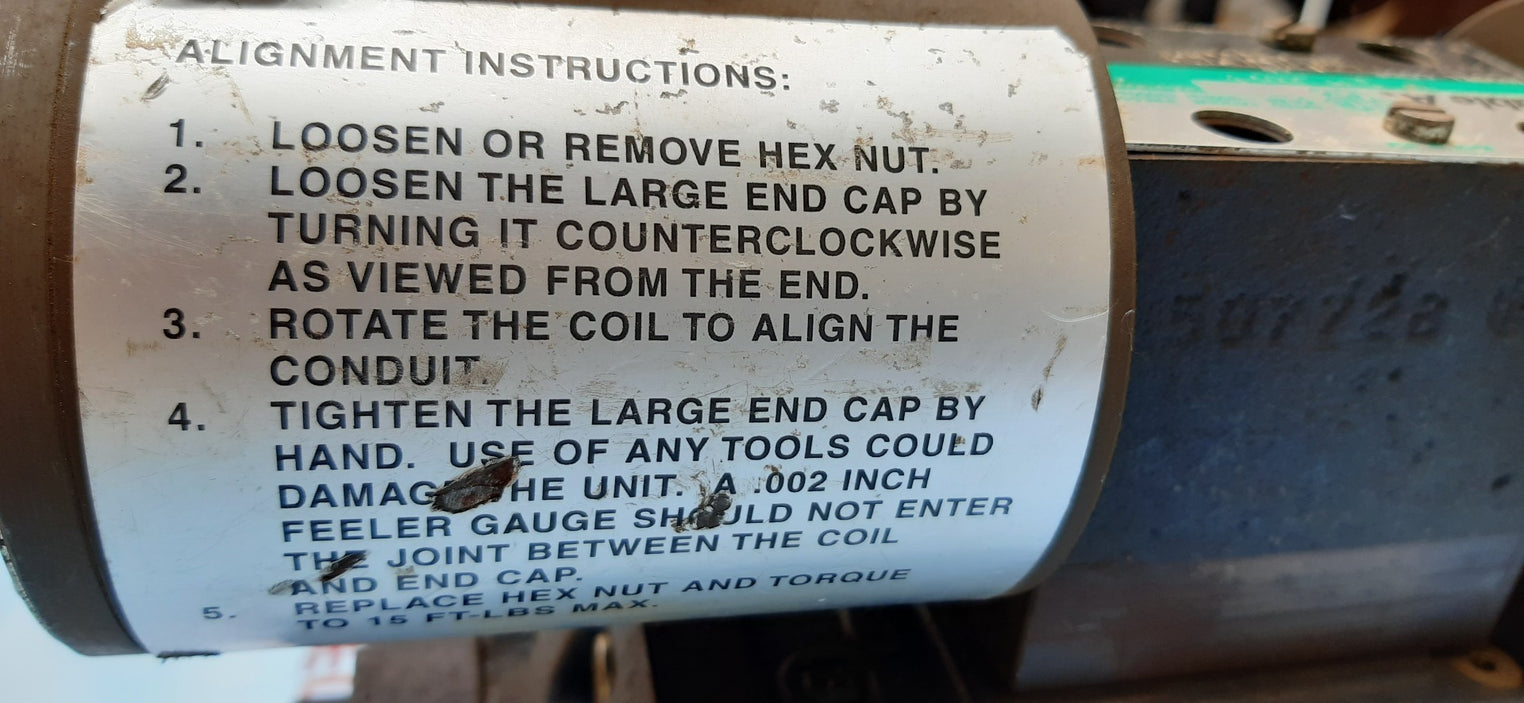 ALIGNMENT INSTRUCTIONS:
1. LOOSEN OR REMOVE HEX NUT.
2. LOOSEN THE LARGE END CAP BY
TURNING IT COUNTERCLOCKWISE
AS VIEWED FROM THE END.
3. ROTATE THE COIL TO ALIGN THE
CONDUIT.
4. TIGHTEN THE LARGE END CAP BY
HAND. USE OF ANY TOOLS COULD
DAMAGE THE UNIT. A .002 INCH
FEELER GAUGE SHOULD NOT ENTER
THE JOINT BETWEEN THE COIL
AND END CAP.
5. REPLACE HEX NUT AND TORQUE
TO 15 FT-LBS MAX.